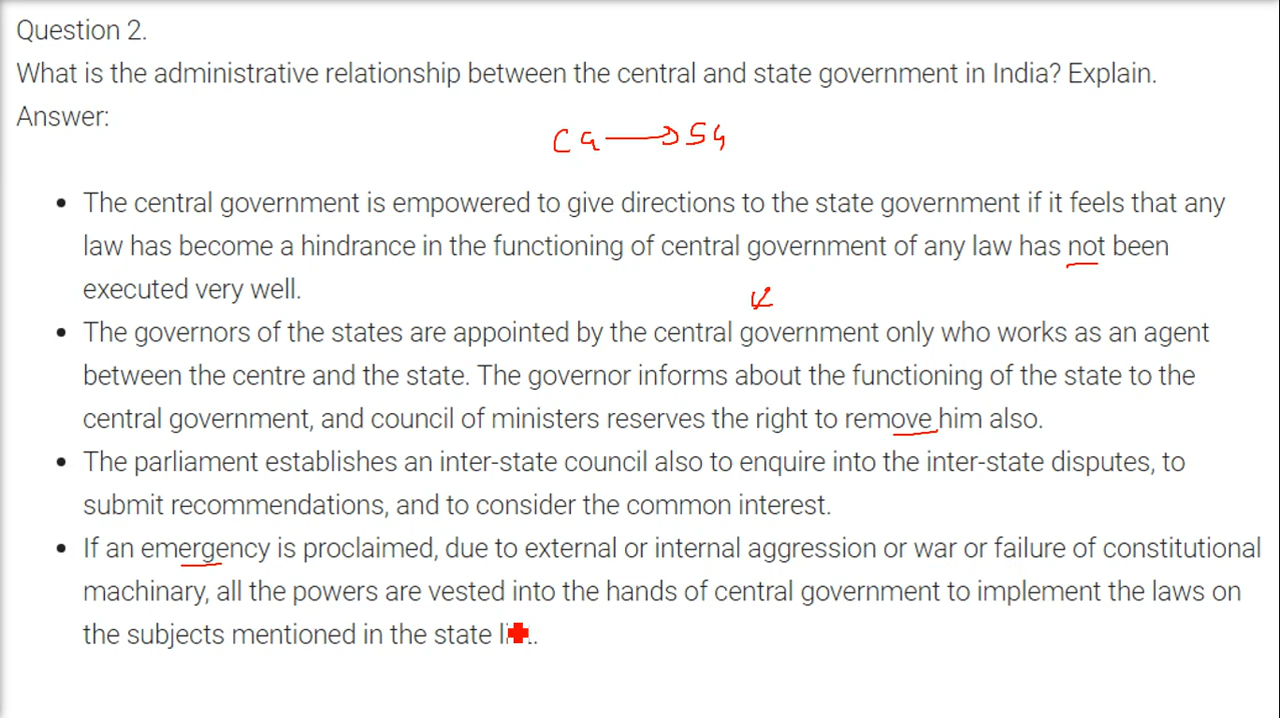 Question 2.
What is the administrative relationship between the central and state government in India? Explain.
Answer:
CG → SG
• The central government is empowered to give directions to the state government if it feels that any
law has become a hindrance in the functioning of central government of any law has not been
executed very well.
• The governors of the states are appointed by the central government only who works as an agent
between the centre and the state. The governor informs about the functioning of the state to the
central government, and council of ministers reserves the right to remove him also.
• The parliament establishes an inter-state council also to enquire into the inter-state disputes, to
submit recommendations, and to consider the common interest.
• If an emergency is proclaimed, due to external or internal aggression or war or failure of constitutional
machinary, all the powers are vested into the hands of central government to implement the laws on
the subjects mentioned in the state